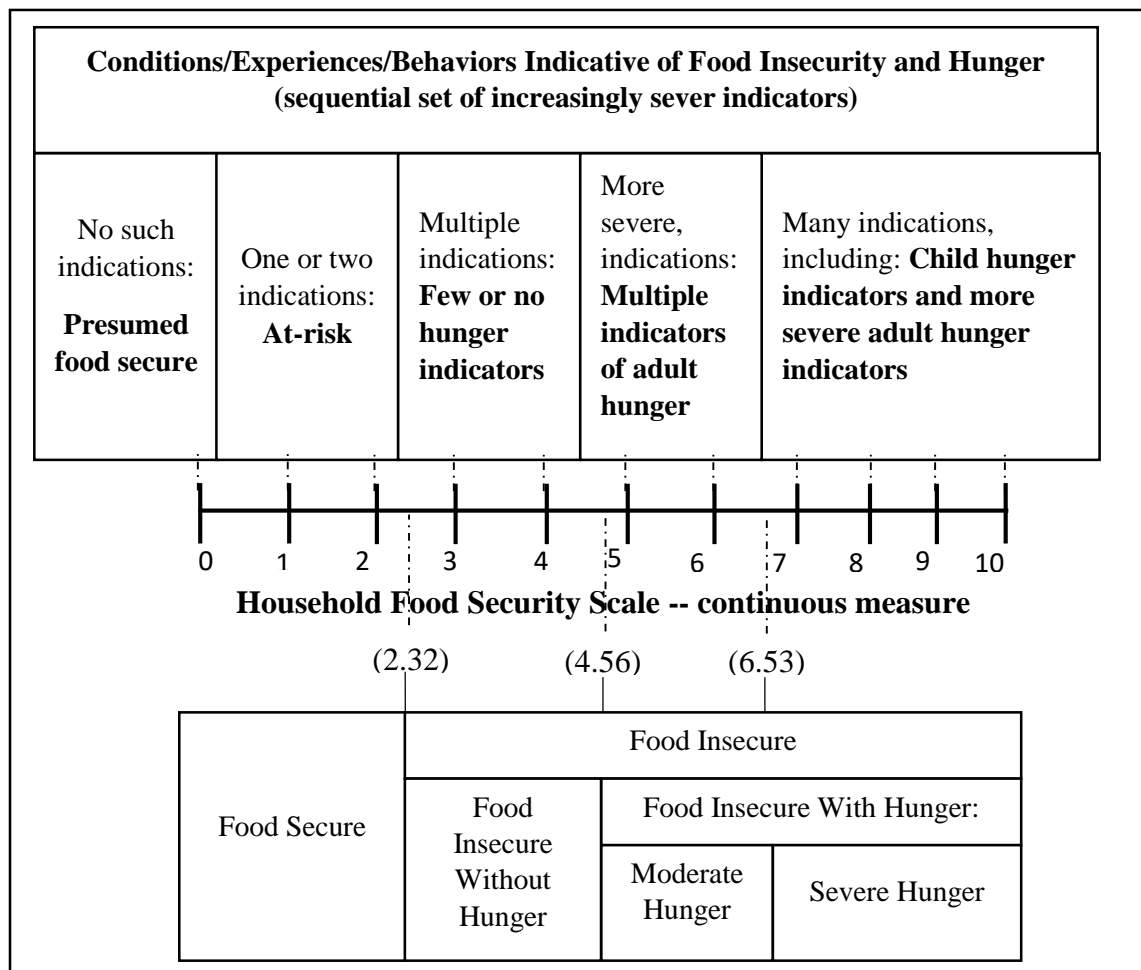 Conditions/Experiences/Behaviors Indicative of Food Insecurity and Hunger
(sequential set of increasingly sever indicators)
No such
indications:
Presumed
food secure
One or two
indications:
At-risk
Multiple
indications:
Few or no
hunger
indicators
More
severe,
indications:
Multiple
indicators
of adult
hunger
Many indications,
including: Child hunger
indicators and more
severe adult hunger
indicators
0 1 2 3 4 5 6 7 8 9 10
Household Food Security Scale -- continuous measure
(2.32) (4.56) (6.53)
Food Secure
Food Insecure
Food
Insecure
Without
Hunger
Food Insecure With Hunger:
Moderate
Hunger
Severe Hunger